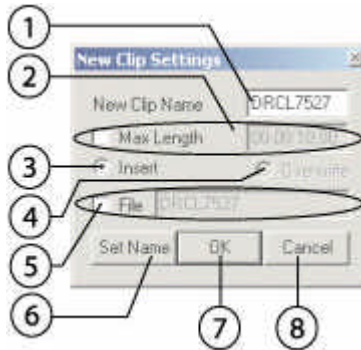 1
2
New Clip Settings
New Clip Name DRCL7527
Max Length 00:09:10:00
3 Insert Overwrite
4
5 File DRCL7527
Set Name OK Cancel
6 7 8